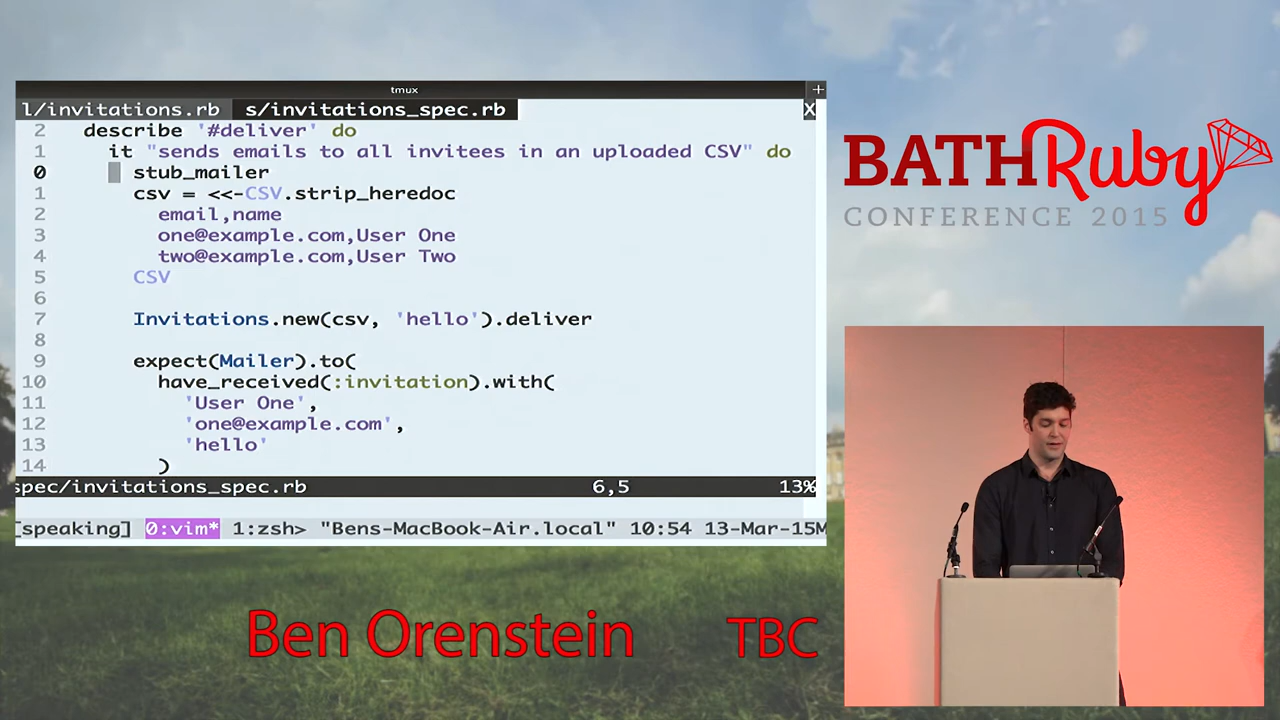 tmux
l/invitations.rb s/invitations_spec.rb X
2 describe '#deliver' do
1 it "sends emails to all invitees in an uploaded CSV" do
0 stub_mailer
1 csv = <<-CSV.strip_heredoc
2 email,name
3 one@example.com,User One
4 two@example.com,User Two
5 CSV
6
7 Invitations.new(csv, 'hello').deliver
8
9 expect(Mailer).to(
10 have_received(:invitation).with(
11 'User One',
12 'one@example.com',
13 'hello'
14 )
spec/invitations_spec.rb 6,5 13%
[speaking] 0:vim* 1:zsh> "Bens-MacBook-Air.local" 10:54 13-Mar-15M
BATHRuby
CONFERENCE 2015
Ben Orenstein TBC